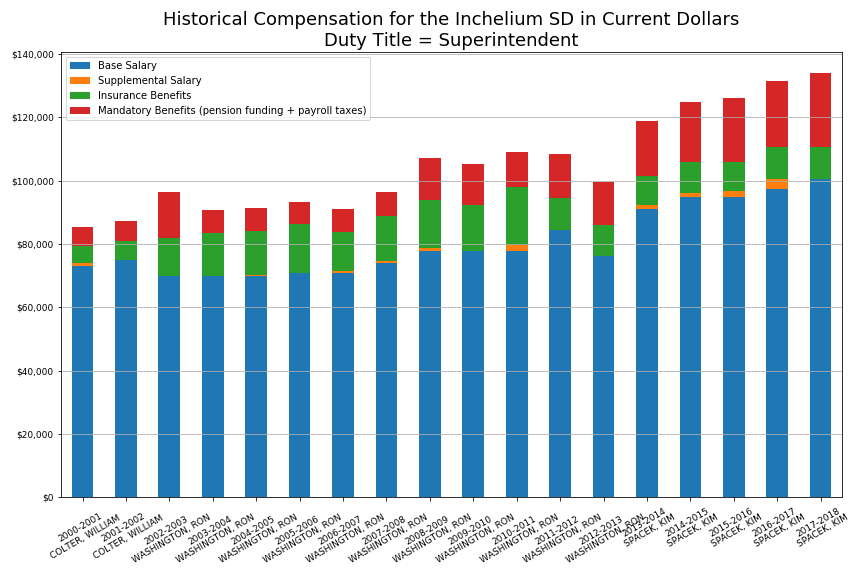 Historical Compensation for the Inchelium SD in Current Dollars
Duty Title = Superintendent
Base Salary
Supplemental Salary
Insurance Benefits
Mandatory Benefits (pension funding + payroll taxes)
$140,000
$120,000
$100,000
$80,000
$60,000
$40,000
$20,000
$0
2000-2001
COLTER, WILLIAM
2001-2002
COLTER, WILLIAM
2002-2003
WASHINGTON, RON
2003-2004
WASHINGTON, RON
2004-2005
WASHINGTON, RON
2005-2006
WASHINGTON, RON
2006-2007
WASHINGTON, RON
2007-2008
WASHINGTON, RON
2008-2009
WASHINGTON, RON
2009-2010
WASHINGTON, RON
2010-2011
WASHINGTON, RON
2011-2012
WASHINGTON, RON
2012-2013
WASHINGTON, RON
2013-2014
SPACEK, KIM
2014-2015
SPACEK, KIM
2015-2016
SPACEK, KIM
2016-2017
SPACEK, KIM
2017-2018
SPACEK, KIM